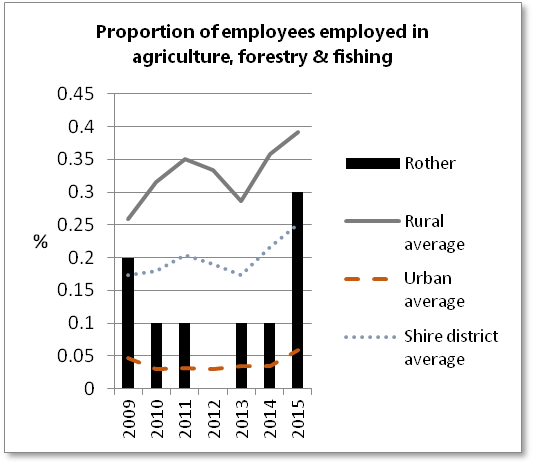 Proportion of employees employed in
agriculture, forestry & fishing
0.45
0.4
0.35
0.3
0.25
0.2
0.15
0.1
0.05
0
%
2009
2010
2011
2012
2013
2014
2015
Rother
Rural
average
Urban
average
Shire district
average